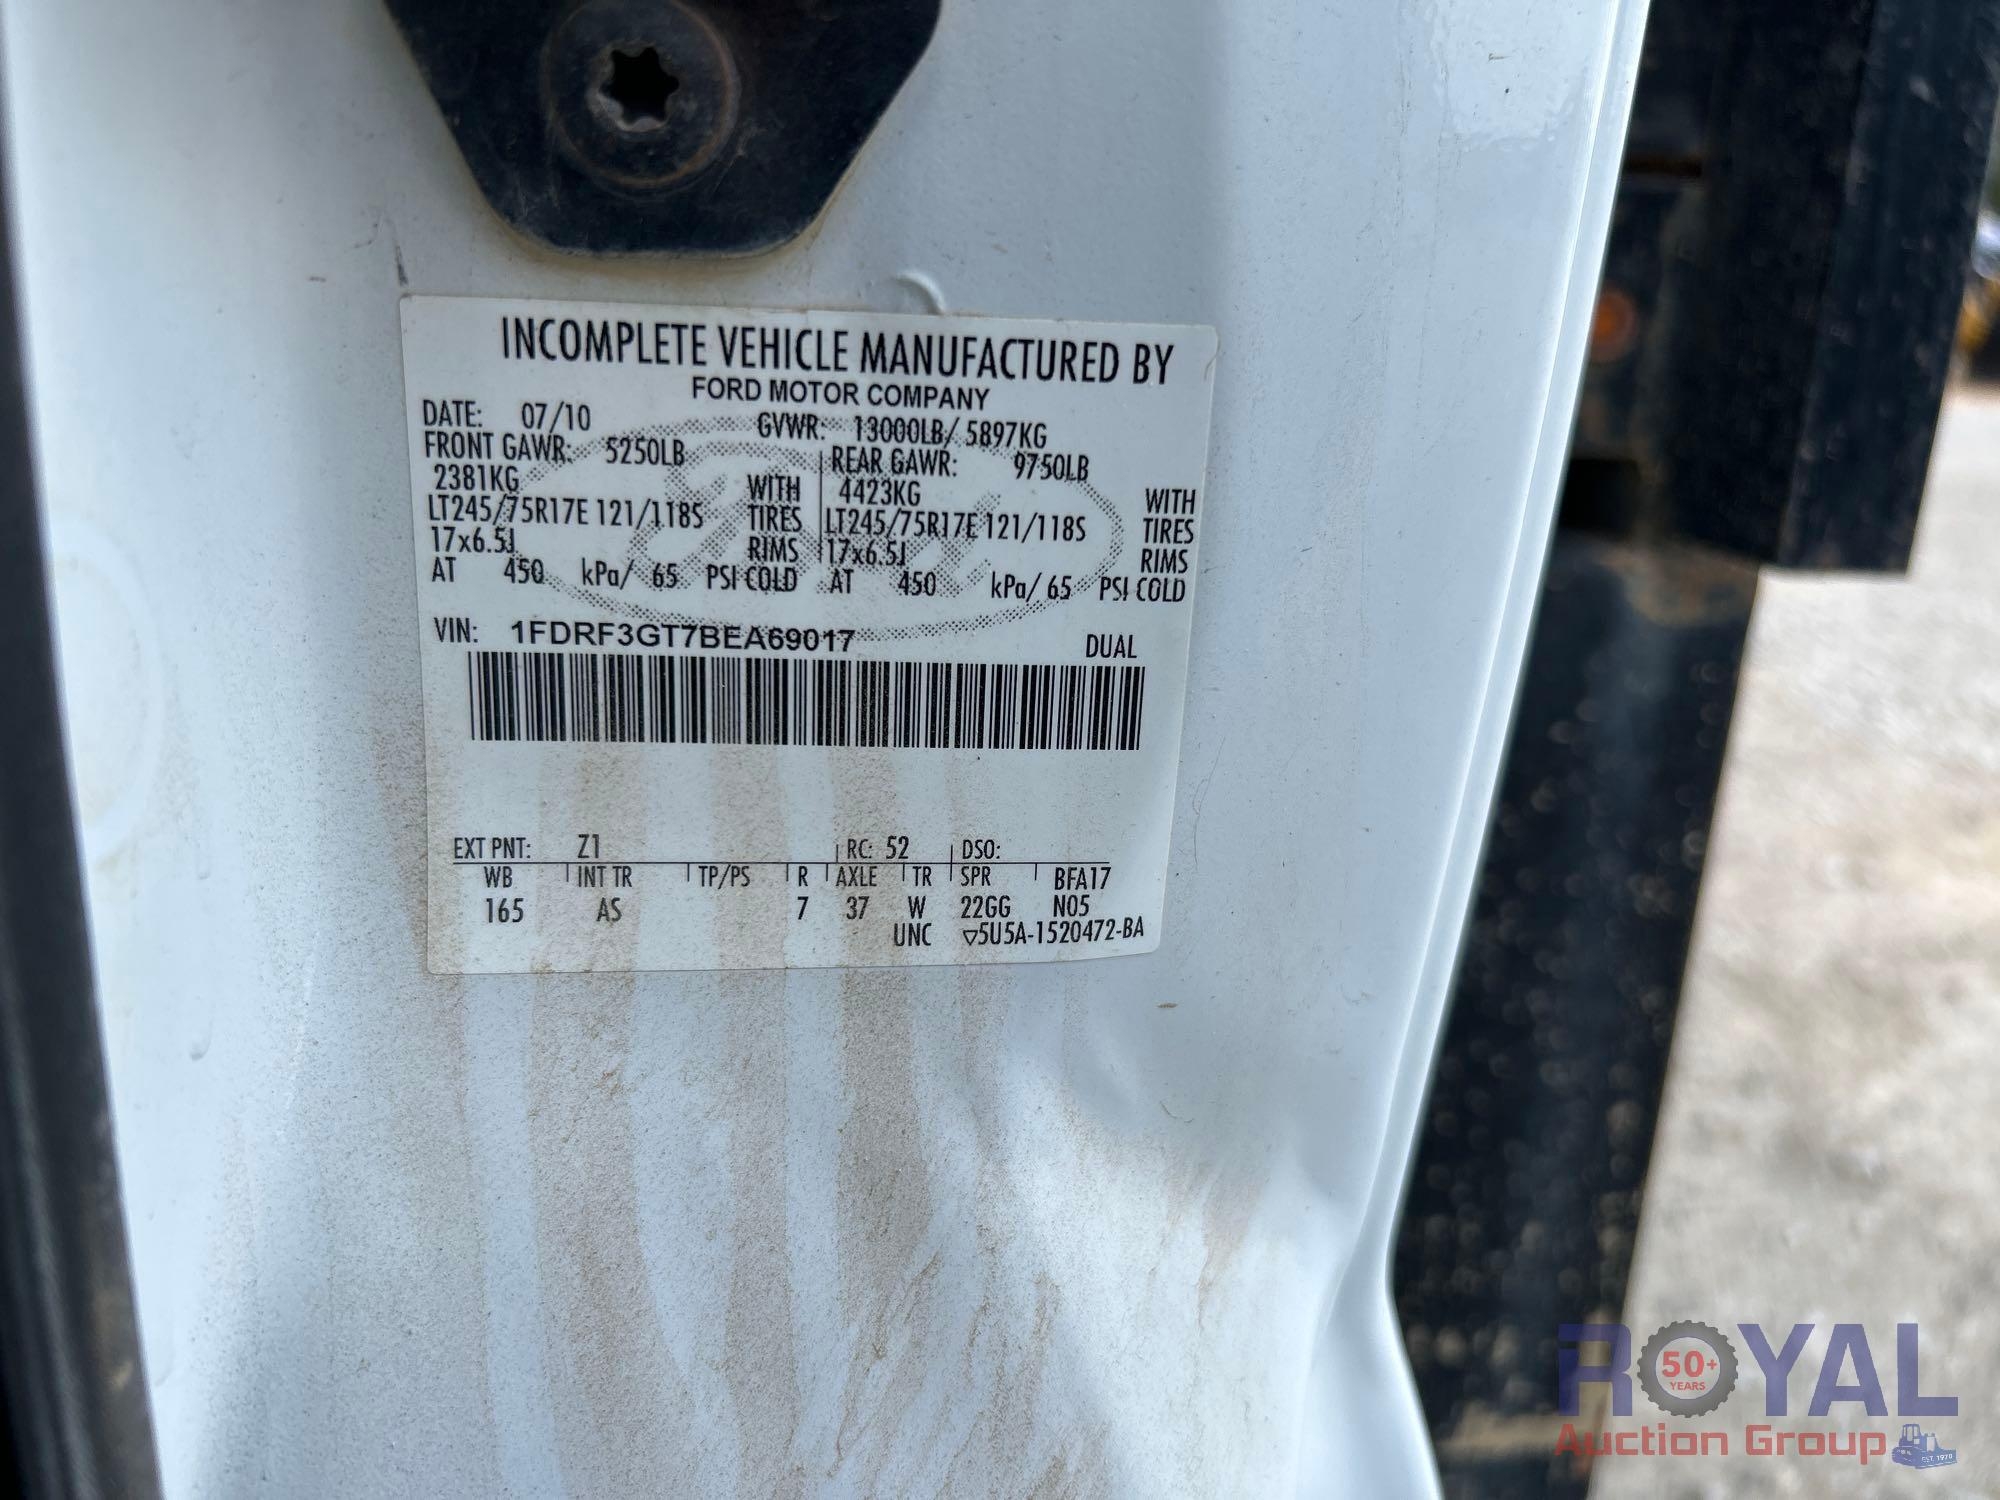 INCOMPLETE VEHICLE MANUFACTURED BY
FORD MOTOR COMPANY
DATE: 07/10 GVWR: 13000LB/ 5897KG
FRONT GAWR: 5250LB REAR GAWR: 9750LB
2381KG WITH 4423KG WITH
LT245/75R17E 121/118S TIRES LT245/75R17E 121/118S TIRES
17x6.5J RIMS 17x6.5J RIMS
AT 450 kPa/ 65 PSI COLD AT 450 kPa/ 65 PSI COLD
VIN: 1FDRF3GT7BEA69017 DUAL
EXT PNT: Z1 RC: 52 DSO:
WB INT TR TP/PS R AXLE TR SPR BFA17
165 AS 7 37 W 22GG N05
UNC ▽5U5A-1520472-BA
ROYAL
50+
YEARS
Auction Group
EST. 1970